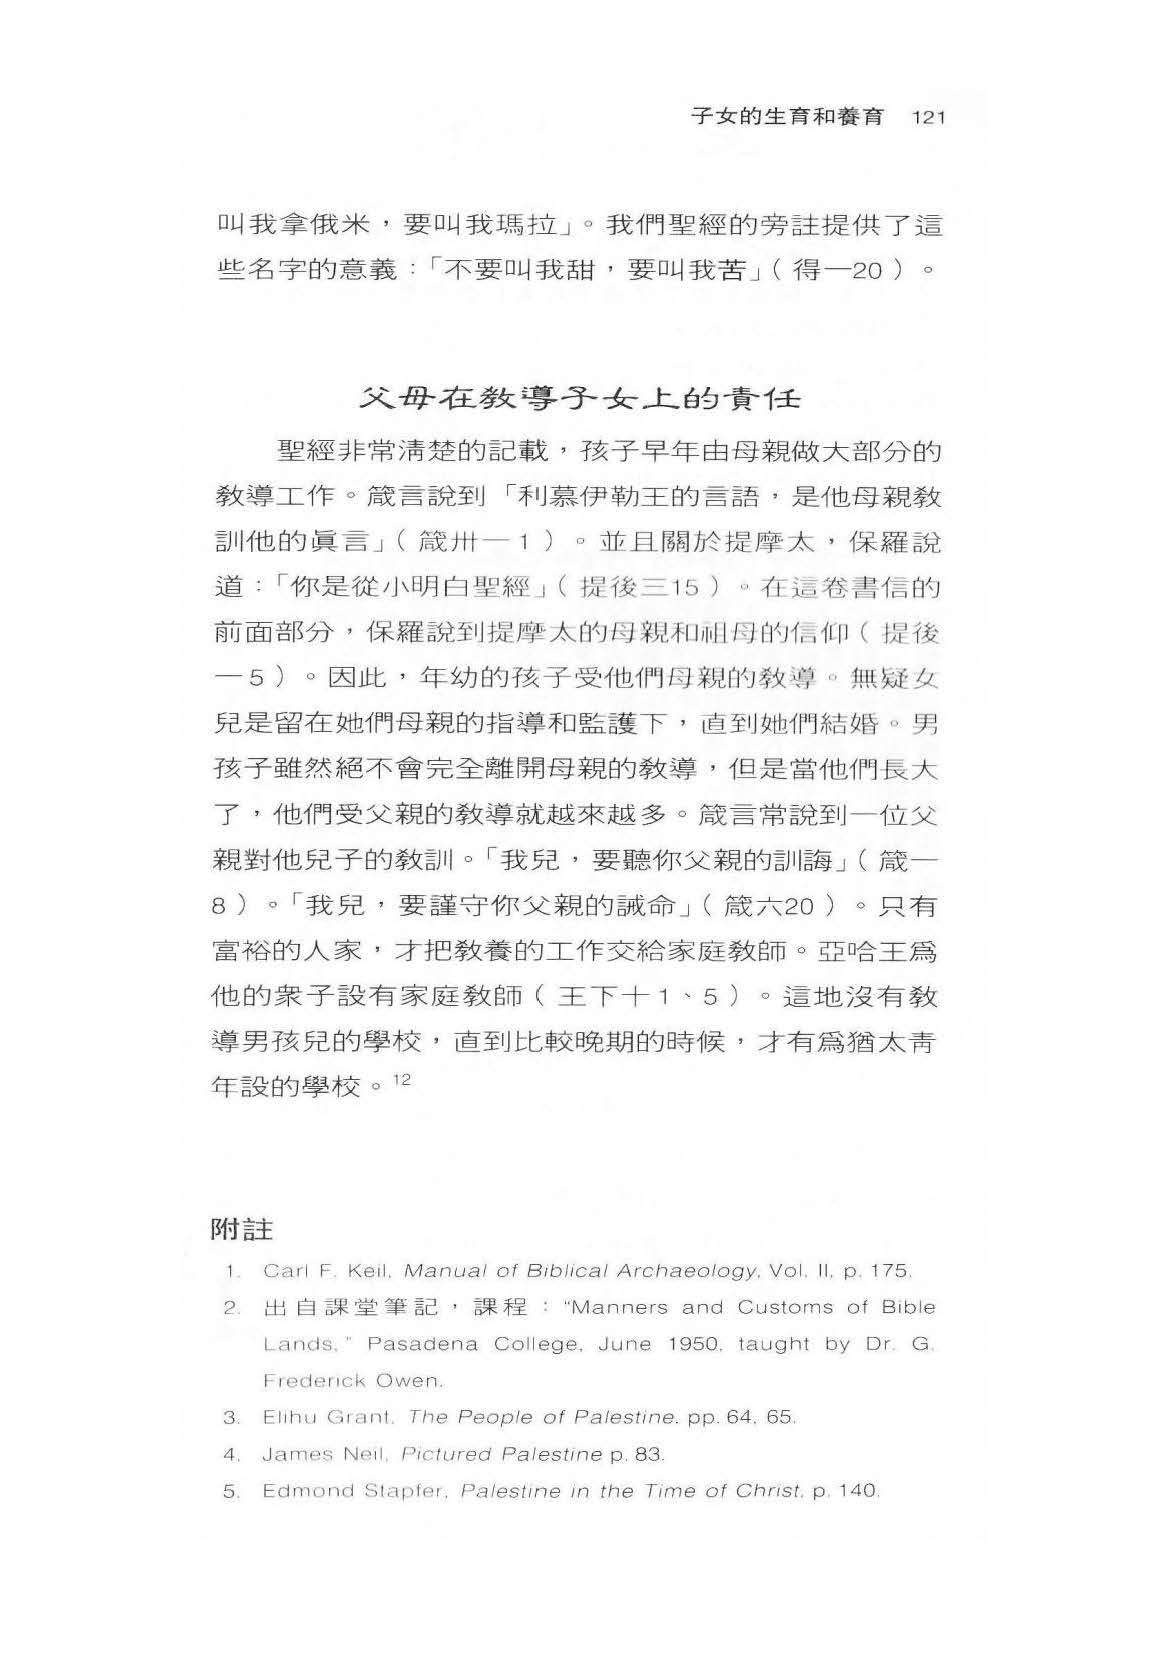 子女的生育和養育 121
叫我拿俄米，要叫我瑪拉」。我們聖經的旁註提供了這
些名字的意義：「不要叫我甜，要叫我苦」（得一20）。
父母在教導子女上的責任
聖經非常清楚的記載，孩子早年由母親做大部分的
教導工作。箴言說到「利慕伊勒王的言語，是他母親教
訓他的眞言」（箴卅一1）。並且關於提摩太，保羅說
道：「你是從小明白聖經」（提後三15）。在這卷書信的
前面部分，保羅說到提摩太的母親和祖母的信仰（提後
一5）。因此，年幼的孩子受他們母親的教導。無疑女
兒是留在她們母親的指導和監護下，直到她們結婚。男
孩子雖然絕不會完全離開母親的教導，但是當他們長大
了，他們受父親的教導就越來越多。箴言常說到一位父
親對他兒子的教訓。「我兒，要聽你父親的訓誨」（箴一
8）。「我兒，要謹守你父親的誡命」（箴六20）。只有
富裕的人家，才把教養的工作交給家庭教師。亞哈王爲
他的衆子設有家庭教師（王下十1、5）。這地沒有教
導男孩兒的學校，直到比較晚期的時候，才有爲猶太靑
年設的學校。12
附註
1. Carl F. Keil, Manual of Biblical Archaeology, Vol. II, p. 175.
2. 出自課堂筆記，課程："Manners and Customs of Bible
Lands," Pasadena College, June 1950, taught by Dr. G.
Frederick Owen.
3. Elihu Grant, The People of Palestine. pp. 64, 65.
4. James Neil, Pictured Palestine p. 83.
5. Edmond Stapfer, Palestine in the Time of Christ, p. 140.